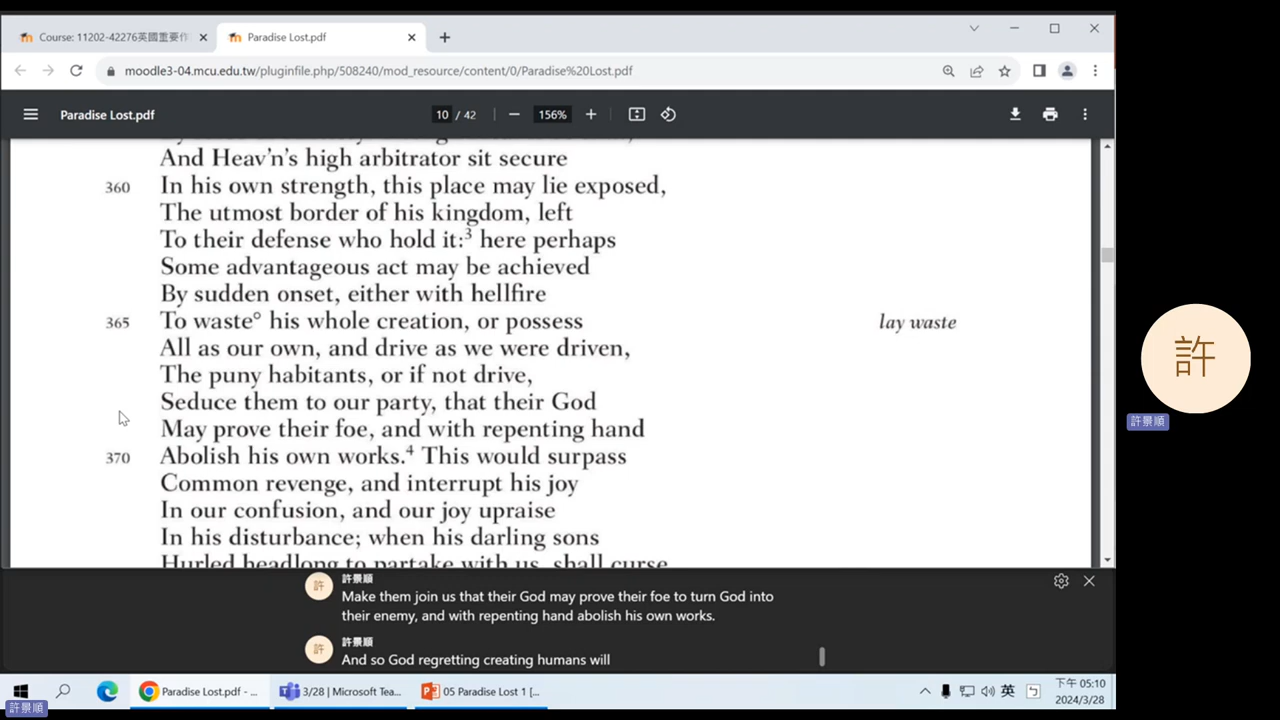 Course: 11202-42276英國重要作
Paradise Lost.pdf
moodle3-04.mcu.edu.tw/pluginfile.php/508240/mod_resource/content/0/Paradise%20Lost.pdf
Paradise Lost.pdf
10 / 42
156%
And Heav’n’s high arbitrator sit secure
360 In his own strength, this place may lie exposed,
The utmost border of his kingdom, left
To their defense who hold it:³ here perhaps
Some advantageous act may be achieved
By sudden onset, either with hellfire
365 To waste° his whole creation, or possess lay waste
All as our own, and drive as we were driven,
The puny habitants, or if not drive,
Seduce them to our party, that their God
May prove their foe, and with repenting hand
370 Abolish his own works.⁴ This would surpass
Common revenge, and interrupt his joy
In our confusion, and our joy upraise
In his disturbance; when his darling sons
Hurled headlong to partake with us, shall curse
許
許景順
許
許景順
Make them join us that their God may prove their foe to turn God into
their enemy, and with repenting hand abolish his own works.
許
許景順
And so God regretting creating humans will
Paradise Lost.pdf - ...
3/28 | Microsoft Tea...
05 Paradise Lost 1 [...
英
下午 05:10
2024/3/28
許景順